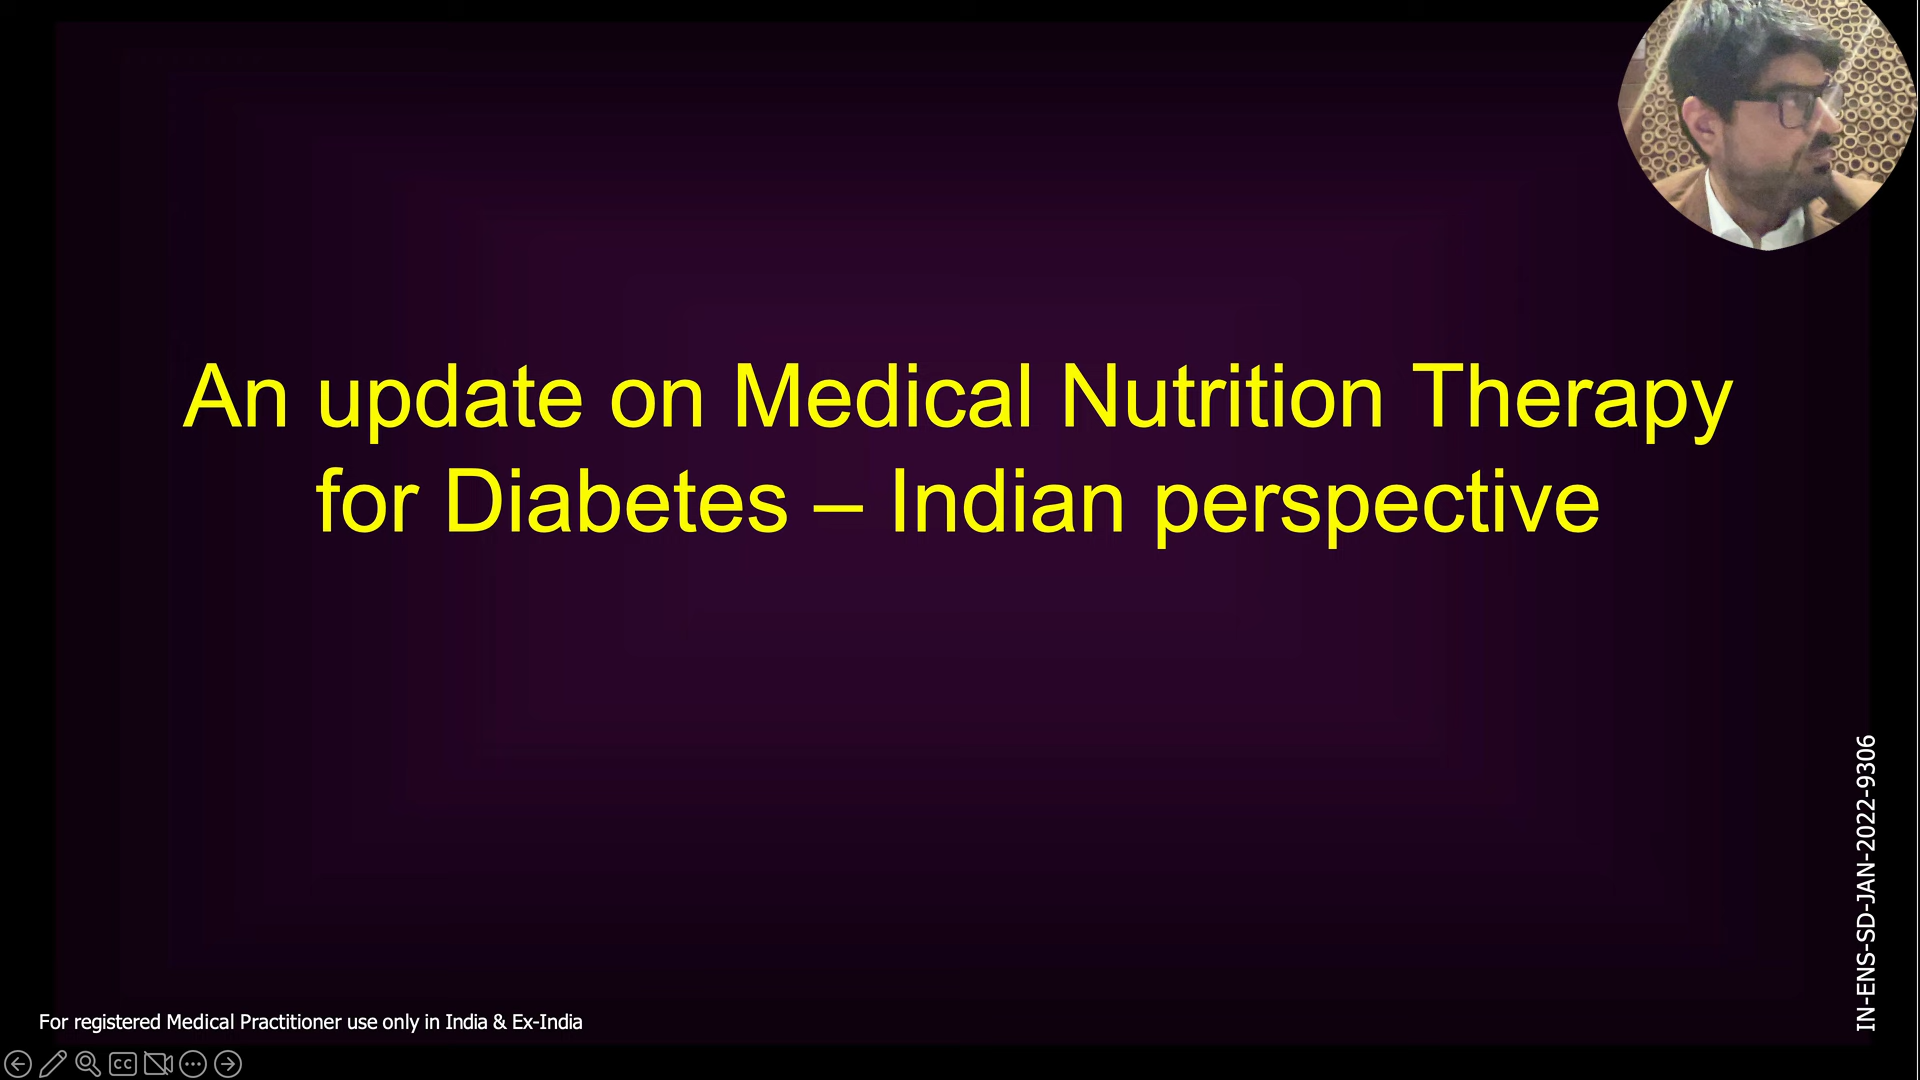 An update on Medical Nutrition Therapy
for Diabetes – Indian perspective
IN-ENS-SD-JAN-2022-9306
For registered Medical Practitioner use only in India & Ex-India
CC